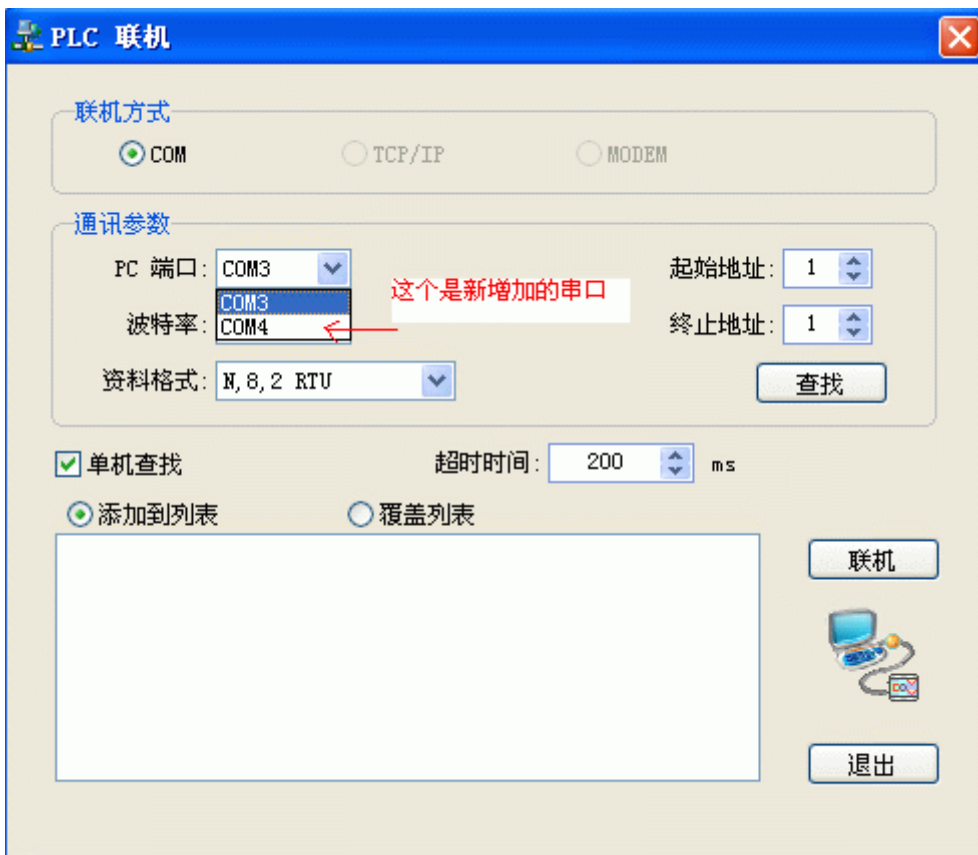 PLC 联机
联机方式
COM TCP/IP MODEM
通讯参数
PC 端口: COM3 起始地址: 1
这个是新增加的串口
COM3
波特率: COM4 终止地址: 1
资料格式: N,8,2 RTU 查找
单机查找 超时时间: 200 ms
添加到列表 覆盖列表
联机
退出